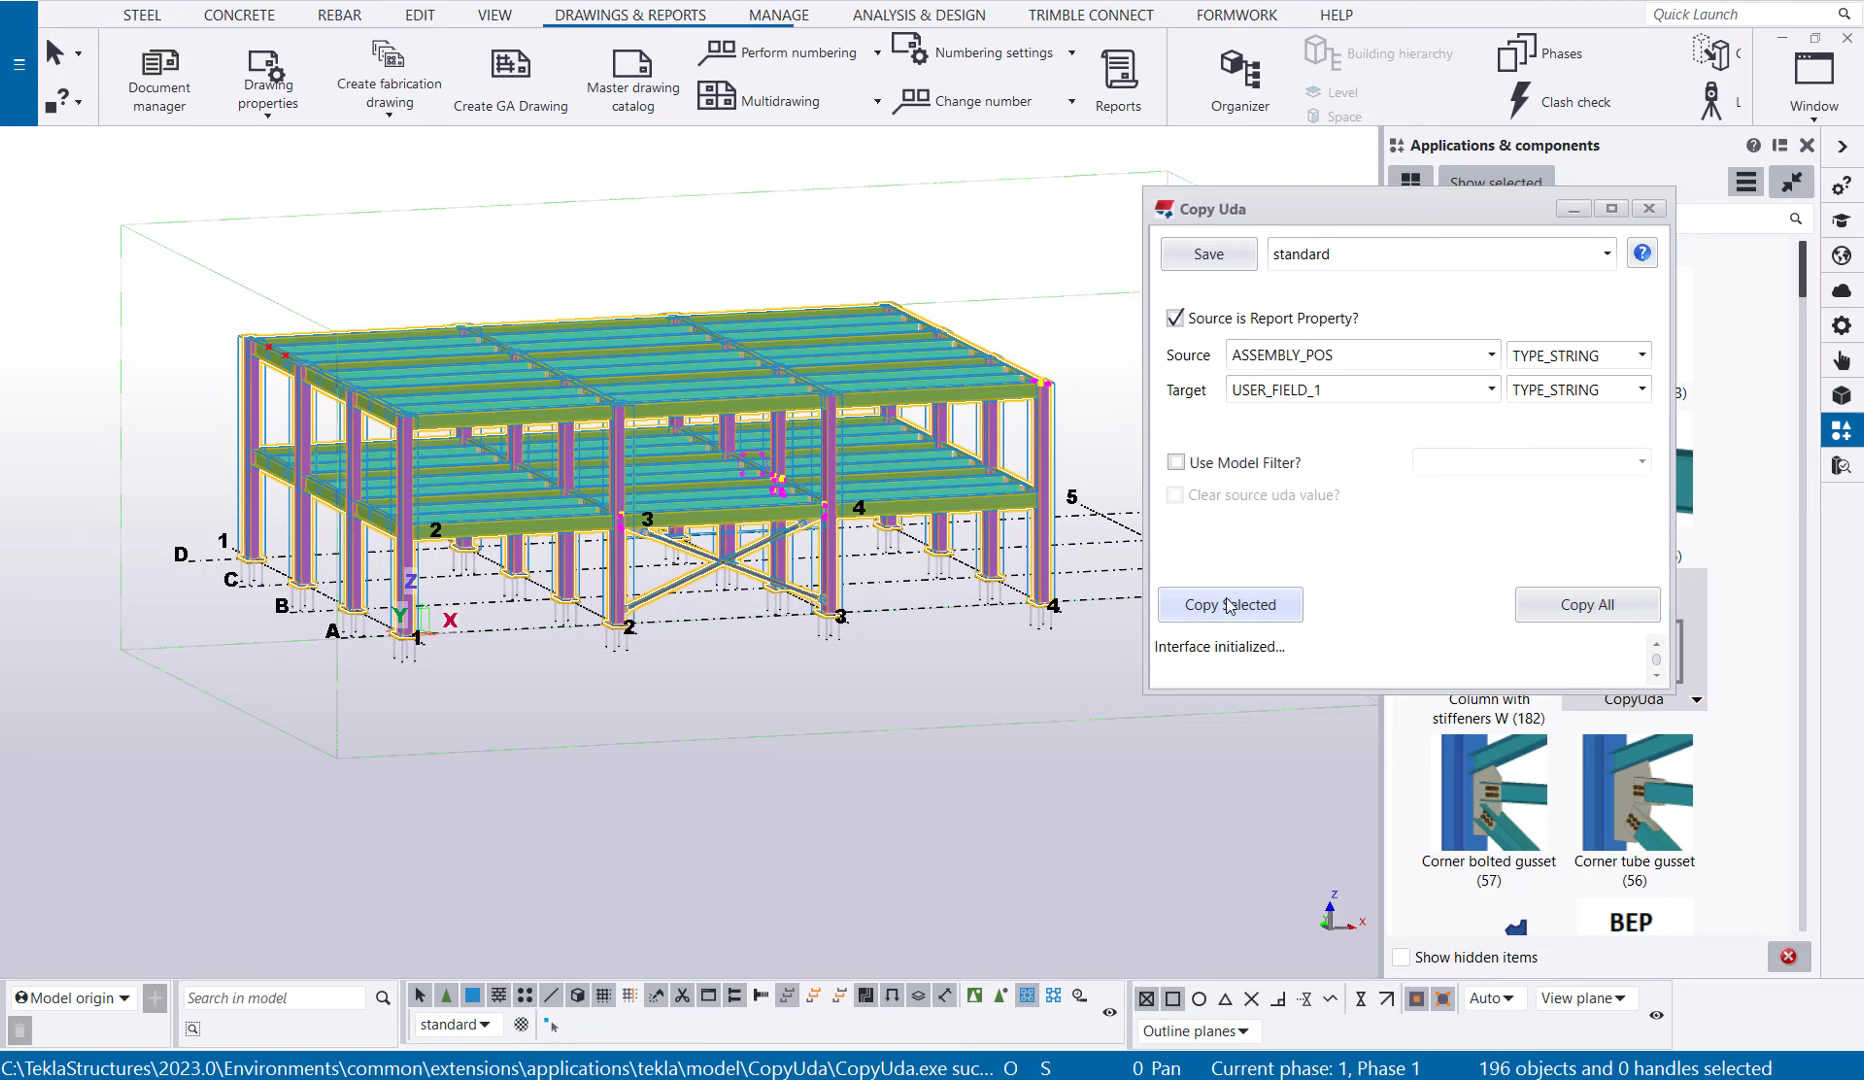 STEEL CONCRETE REBAR EDIT VIEW DRAWINGS & REPORTS MANAGE ANALYSIS & DESIGN TRIMBLE CONNECT FORMWORK HELP Quick Launch
Document manager
Drawing properties
Create fabrication drawing
Create GA Drawing
Master drawing catalog
Perform numbering
Multidrawing
Numbering settings
Change number
Reports
Organizer
Building hierarchy
Level
Space
Phases
Clash check
Window
Applications & components
Show selected
Copy Uda
Save standard
Source is Report Property?
Source ASSEMBLY_POS TYPE_STRING
Target USER_FIELD_1 TYPE_STRING
Use Model Filter?
Clear source uda value?
Copy Selected Copy All
Interface initialized...
Column with stiffeners W (182)
CopyUda
Corner bolted gusset (57)
Corner tube gusset (56)
BEP
Show hidden items
D
C
B
A
1
2
3
4
5
Z
Y
X
1
2
3
4
Z
X
Model origin
Search in model
standard
Auto
View plane
Outline planes
C:\TeklaStructures\2023.0\Environments\common\extensions\applications\tekla\model\CopyUda\CopyUda.exe suc... O S 0 Pan Current phase: 1, Phase 1 196 objects and 0 handles selected